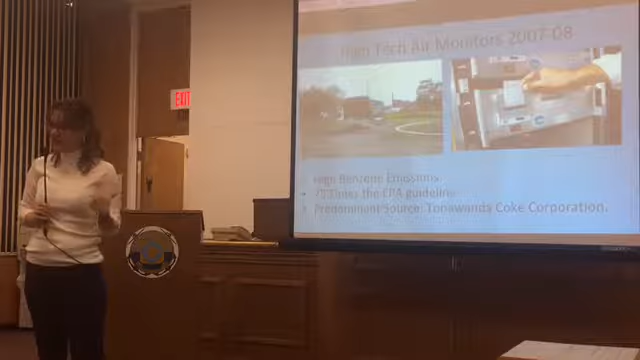 EXIT
High Tech Air Monitors 2007-08
High Benzene Emissions
Times the EPA guideline
Predominant Source: Tonawanda Coke Corporation.